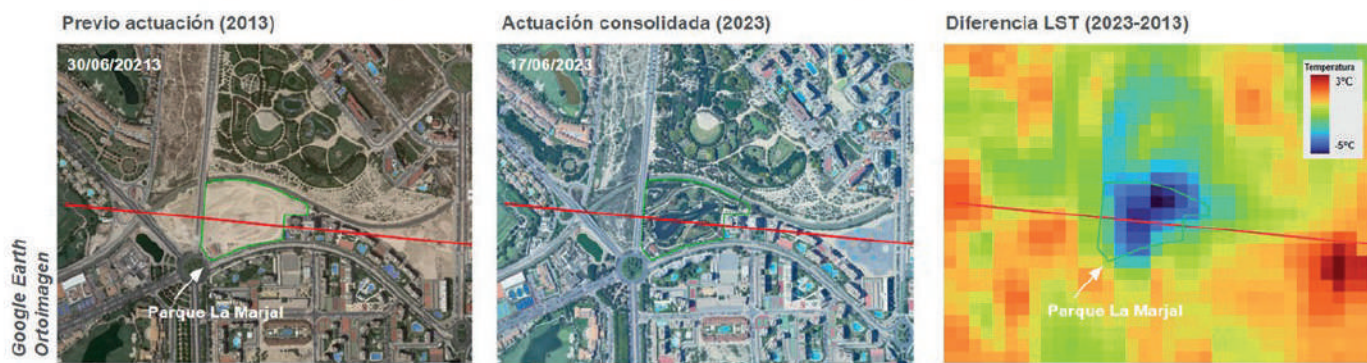 Previo actuación (2013)
Actuación consolidada (2023)
Diferencia LST (2023-2013)
30/06/20213
17/06/2023
Temperatura
3ºC
-5ºC
Parque La Marjal
Parque La Marjal
Google Earth
Ortoimagen